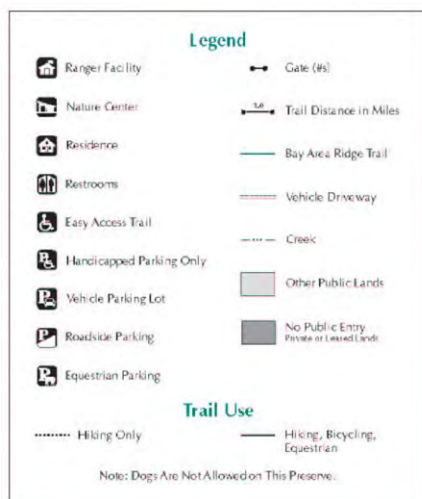 Legend
Ranger Facility
Nature Center
Residence
Restrooms
Easy Access Trail
Handicapped Parking Only
Vehicle Parking Lot
Roadside Parking
Equestrian Parking
Gate (#s)
Trail Distance in Miles
Bay Area Ridge Trail
Vehicle Driveway
Creek
Other Public Lands
No Public Entry
Private or Leased Lands
Trail Use
Hiking Only
Hiking, Bicycling,
Equestrian
Note: Dogs Are Not Allowed on This Preserve.